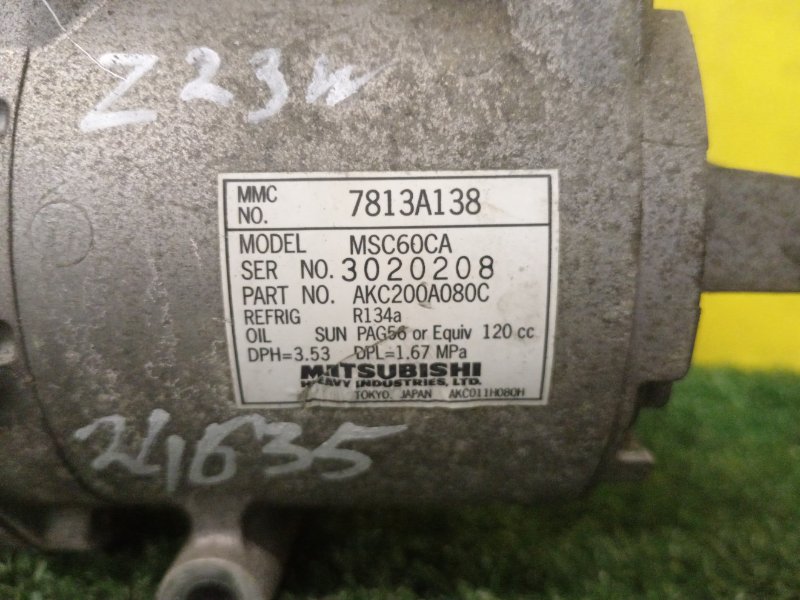 Z23W
MMC NO. 7813A138
MODEL MSC60CA
SER NO. 3020208
PART NO. AKC200A080C
REFRIG R134a
OIL SUN PAG56 or Equiv 120 cc
DPH=3.53 DPL=1.67 MPa
MITSUBISHI
HEAVY INDUSTRIES, LTD.
TOKYO, JAPAN AKC011H080H